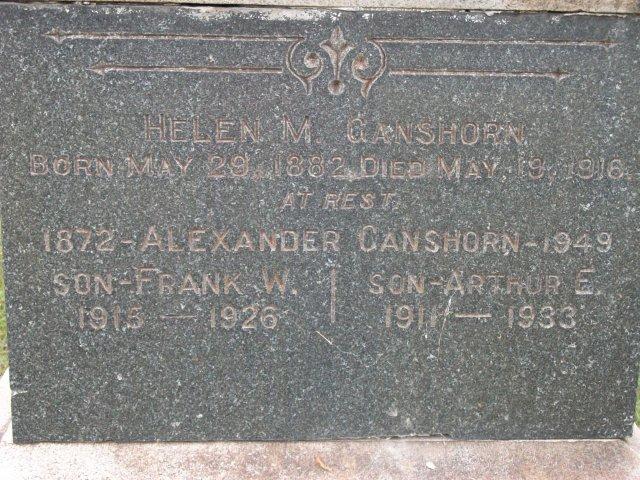 HELEN M. GANSHORN
BORN MAY 29, 1882, DIED MAY, 19, 1916.
AT REST.
1872-ALEXANDER GANSHORN-1949
SON-FRANK W. SON-ARTHUR E.
1915 — 1926 1911 — 1933